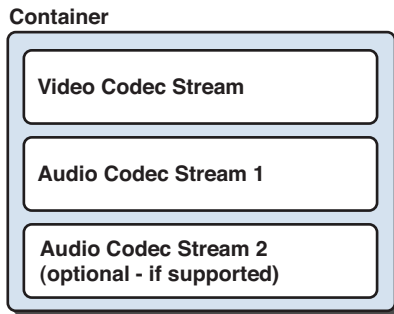 Container
Video Codec Stream
Audio Codec Stream 1
Audio Codec Stream 2
(optional - if supported)